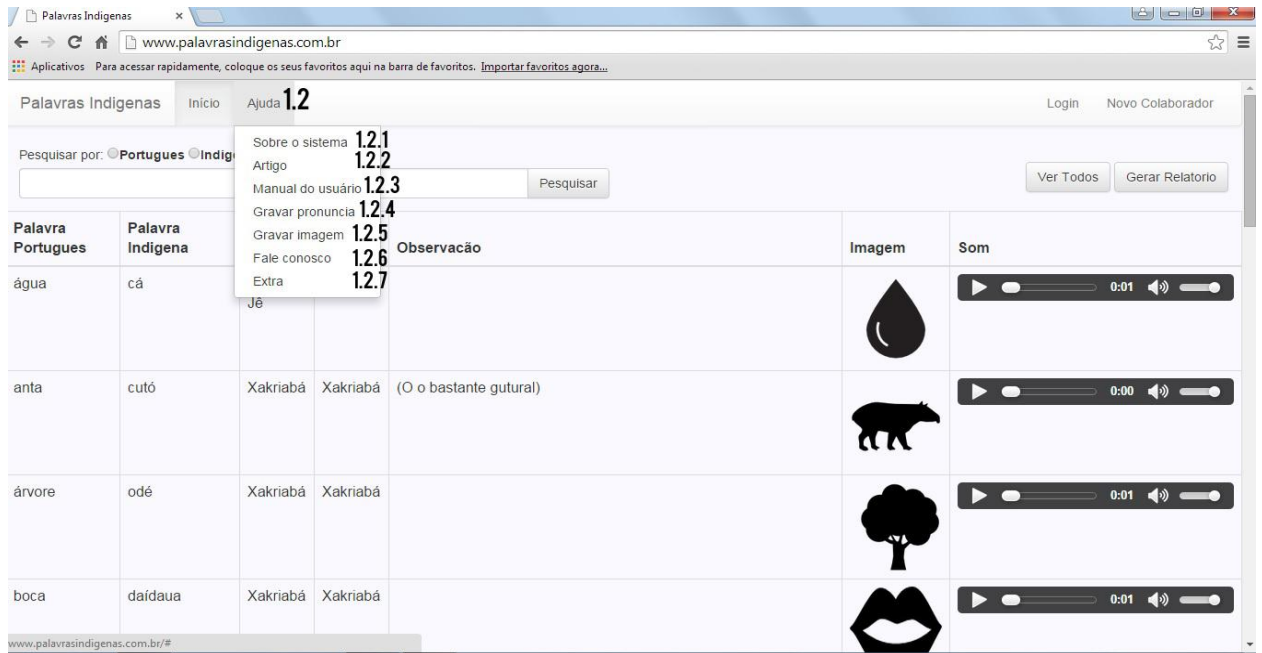 Palavras Indigenas
www.palavrasindigenas.com.br
Aplicativos Para acessar rapidamente, coloque os seus favoritos aqui na barra de favoritos. Importar favoritos agora...
Palavras Indigenas Início Ajuda 1.2 Login Novo Colaborador
Sobre o sistema 1.2.1
Artigo 1.2.2
Manual do usuário 1.2.3
Gravar pronuncia 1.2.4
Gravar imagem 1.2.5
Fale conosco 1.2.6
Extra 1.2.7
Pesquisar por: Portugues Indig
Pesquisar Ver Todos Gerar Relatorio
Palavra Portugues Palavra Indigena Observacão Imagem Som
água cá Jê 0:01
anta cutó Xakriabá Xakriabá (O o bastante gutural) 0:00
árvore odé Xakriabá Xakriabá 0:01
boca daídaua Xakriabá Xakriabá 0:01
www.palavrasindigenas.com.br/#